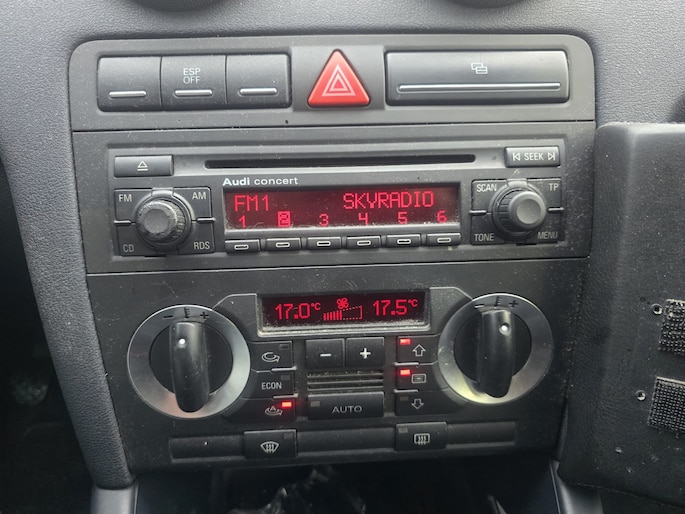 ESP
OFF
SEEK
Audi concert
FM AM
CD RDS
FM1 SKYRADIO
1 2 3 4 5 6
SCAN TP
TONE MENU
17.0°C 17.5°C
- +
ECON
AUTO